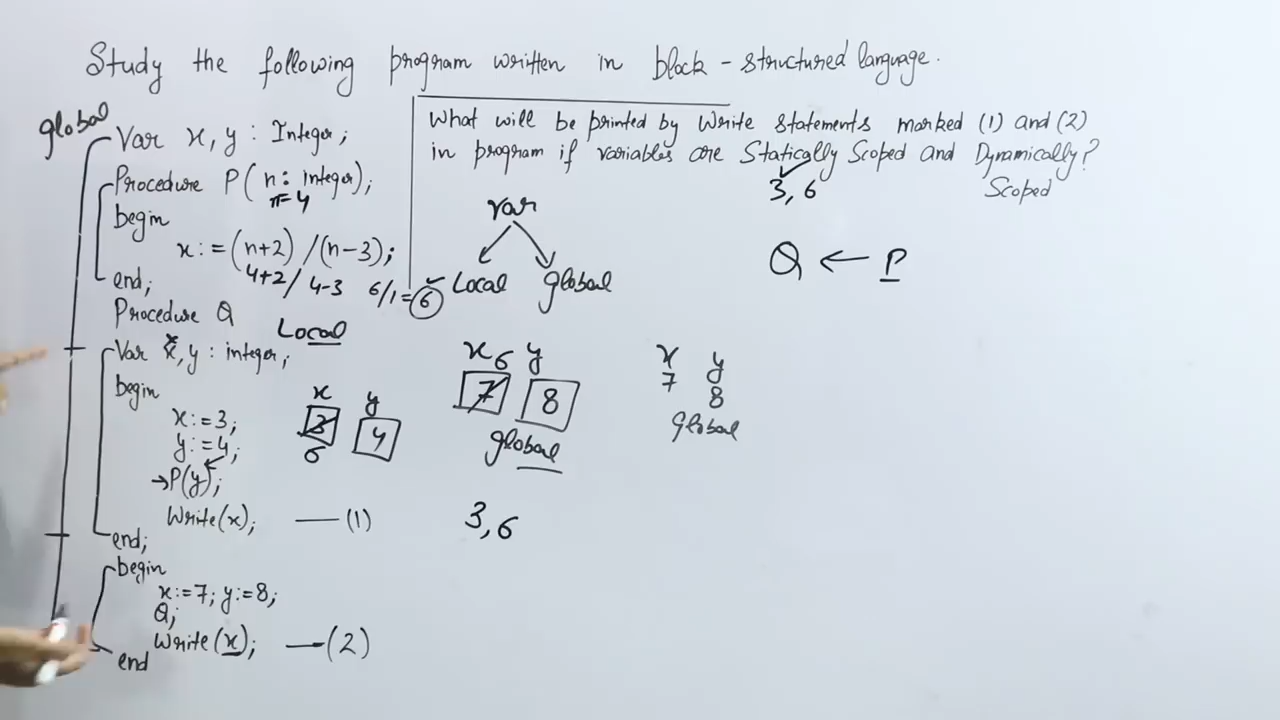 Study the following program written in block - structured language.
global
Var x, y : Integer;
Procedure P(n: integer);
n=4
begin
x:=(n+2) /(n-3);
4+2/ 4-3 6/1=6
end;
Procedure Q
Local
Var x, y : integer;
begin
x:=3;
y:=4;
→P(y);
Write(x); —(1)
end;
begin
x:=7; y:=8;
Q;
Write(x); —(2)
end
x y
3 4
6
What will be printed by Write Statements marked (1) and (2)
in program if variables are Statically Scoped and Dynamically?
Scoped
3, 6
Var
Local global
Q ← P
x 6 y
7 8
global
3, 6
x y
7 8
global